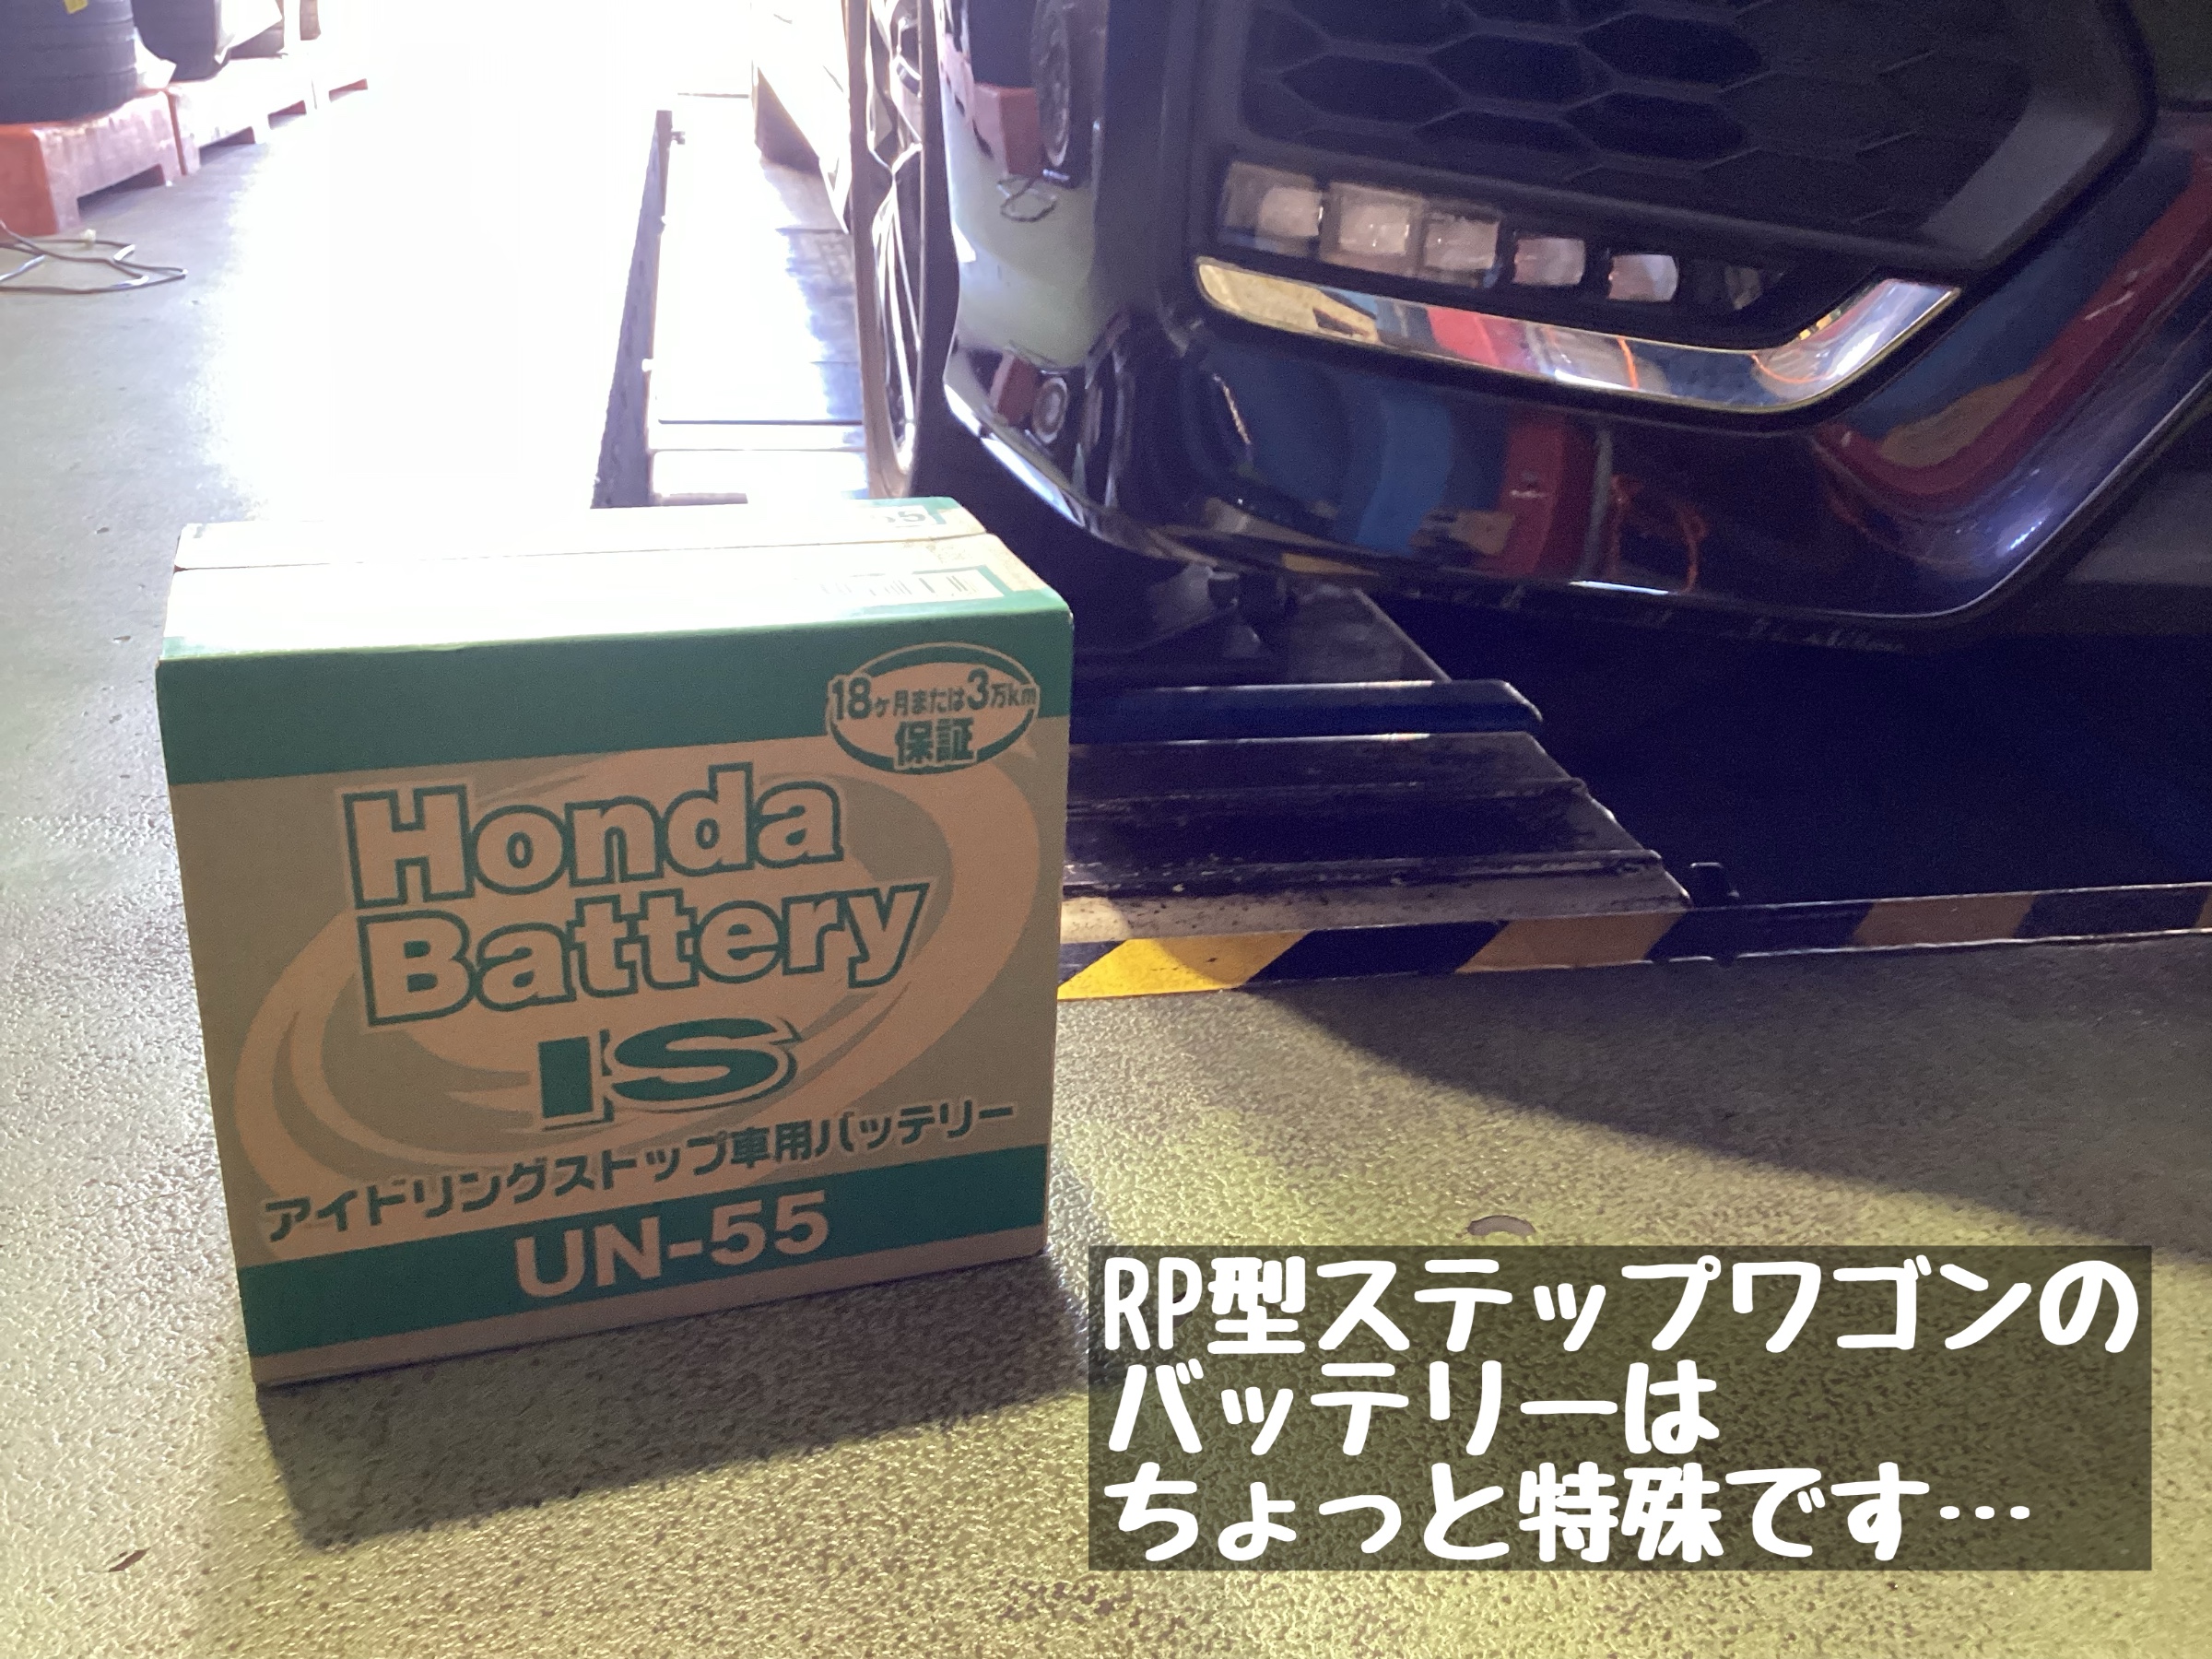 55
18ヶ月または3万km
保証
Honda
Battery
IS
アイドリングストップ車用バッテリー
UN-55
RP型ステップワゴンの
バッテリーは
ちょっと特殊です…